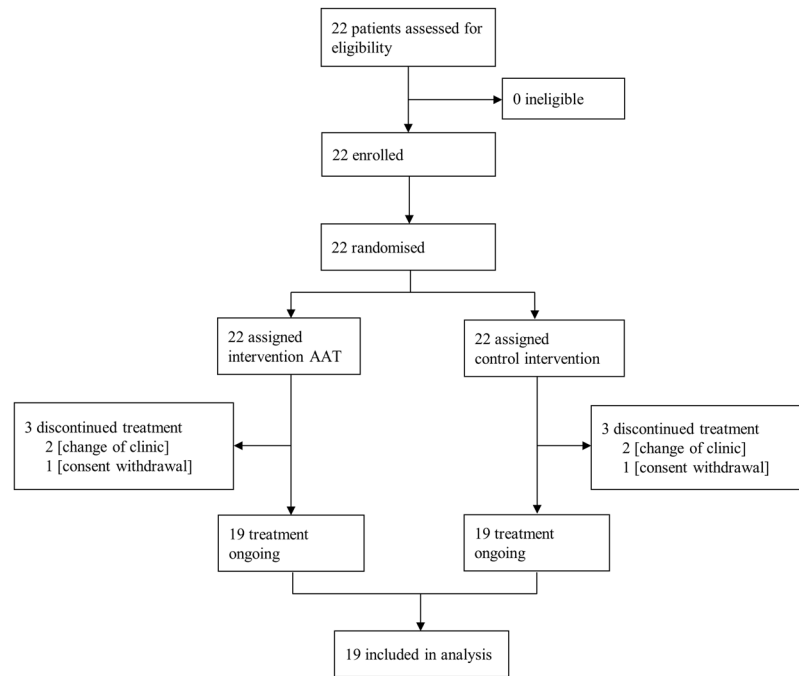 22 patients assessed for
eligibility
0 ineligible
22 enrolled
22 randomised
22 assigned
intervention AAT
22 assigned
control intervention
3 discontinued treatment
2 [change of clinic]
1 [consent withdrawal]
3 discontinued treatment
2 [change of clinic]
1 [consent withdrawal]
19 treatment
ongoing
19 treatment
ongoing
19 included in analysis